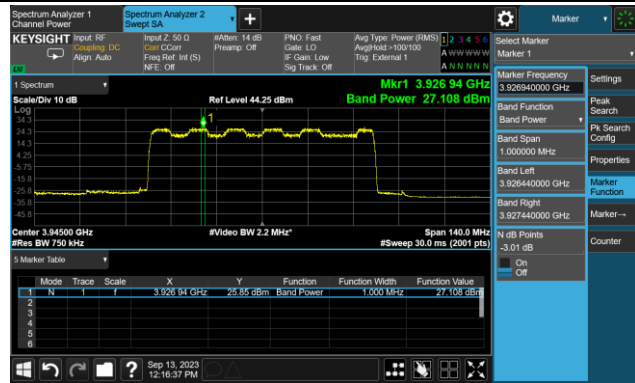 Spectrum Analyzer 1
Channel Power
Spectrum Analyzer 2
Swept SA
Marker
KEYSIGHT
Input: RF
Coupling: DC
Align: Auto
Input Z: 50 Ω
Corr CCorr
Freq Ref: Int (S)
NFE: Off
#Atten: 14 dB
Preamp: Off
PNO: Fast
Gate: LO
IF Gain: Low
Sig Track: Off
Avg Type: Power (RMS)
Avg|Hold:>100/100
Trig: External 1
1 2 3 4 5 6
A W W W W W
A N N N N N
LNI
1 Spectrum
Scale/Div 10 dB
Ref Level 44.25 dBm
Mkr1 3.926 94 GHz
Band Power 27.108 dBm
Log
34.3
24.3
14.3
4.25
-5.75
-15.8
-25.8
-35.8
-45.8
1
Center 3.94500 GHz
#Video BW 2.2 MHz*
Span 140.0 MHz
#Res BW 750 kHz
#Sweep 30.0 ms (2001 pts)
5 Marker Table
Mode Trace Scale X Y Function Function Width Function Value
1 N 1 f 3.926 94 GHz 25.85 dBm Band Power 1.000 MHz 27.108 dBm
2
3
4
5
6
Select Marker
Marker 1
Marker Frequency
3.926940000 GHz
Band Function
Band Power
Band Span
1.000000 MHz
Band Left
3.926440000 GHz
Band Right
3.927440000 GHz
N dB Points
-3.01 dB
On
Off
Settings
Peak
Search
Pk Search
Config
Properties
Marker
Function
Marker→
Counter
?
Sep 13, 2023
12:16:37 PM